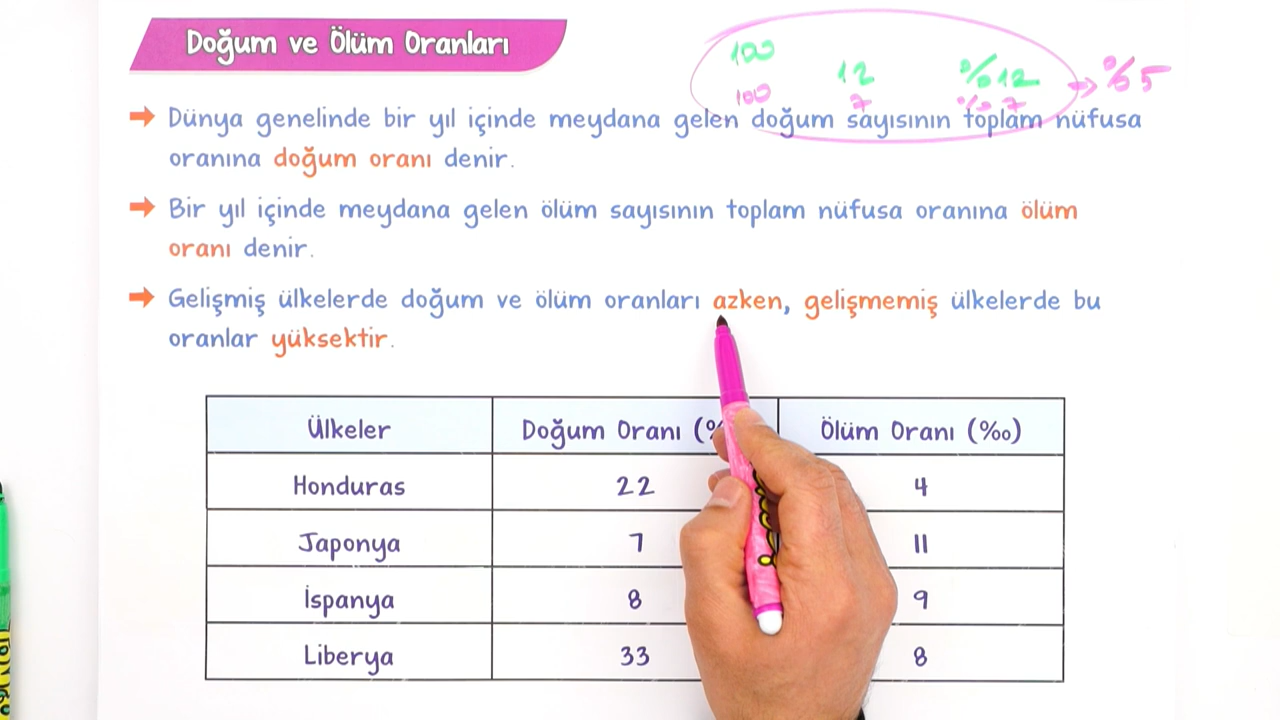 Doğum ve Ölüm Oranları
100 12 %12
100 7 % 7 → %5
➡ Dünya genelinde bir yıl içinde meydana gelen doğum sayısının toplam nüfusa
oranına doğum oranı denir.
➡ Bir yıl içinde meydana gelen ölüm sayısının toplam nüfusa oranına ölüm
oranı denir.
➡ Gelişmiş ülkelerde doğum ve ölüm oranları azken, gelişmemiş ülkelerde bu
oranlar yüksektir.
Ülkeler Doğum Oranı Ölüm Oranı (‰)
Honduras 22 4
Japonya 7 11
İspanya 8 9
Liberya 33 8